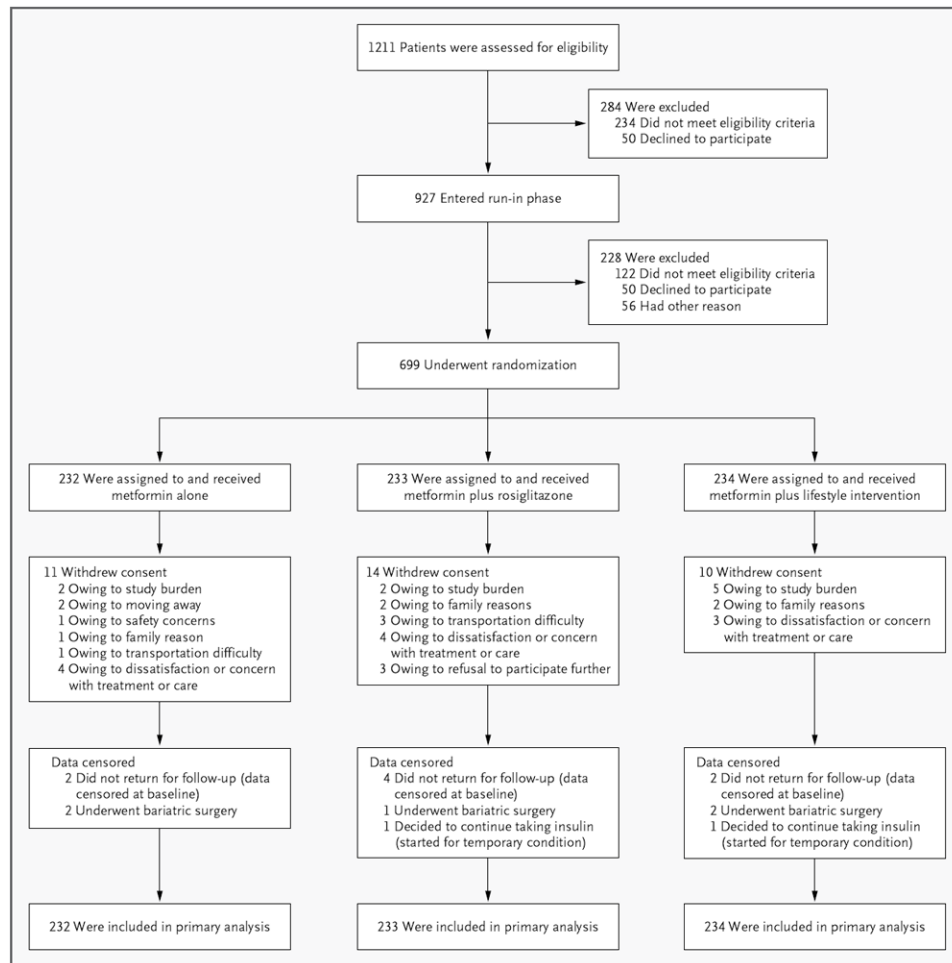 1211 Patients were assessed for eligibility
284 Were excluded
234 Did not meet eligibility criteria
50 Declined to participate
927 Entered run-in phase
228 Were excluded
122 Did not meet eligibility criteria
50 Declined to participate
56 Had other reason
699 Underwent randomization
232 Were assigned to and received
metformin alone
233 Were assigned to and received
metformin plus rosiglitazone
234 Were assigned to and received
metformin plus lifestyle intervention
11 Withdrew consent
2 Owing to study burden
2 Owing to moving away
1 Owing to safety concerns
1 Owing to family reason
1 Owing to transportation difficulty
4 Owing to dissatisfaction or concern
with treatment or care
14 Withdrew consent
2 Owing to study burden
2 Owing to family reasons
3 Owing to transportation difficulty
4 Owing to dissatisfaction or concern
with treatment or care
3 Owing to refusal to participate further
10 Withdrew consent
5 Owing to study burden
2 Owing to family reasons
3 Owing to dissatisfaction or concern
with treatment or care
Data censored
2 Did not return for follow-up (data
censored at baseline)
2 Underwent bariatric surgery
Data censored
4 Did not return for follow-up (data
censored at baseline)
1 Underwent bariatric surgery
1 Decided to continue taking insulin
(started for temporary condition)
Data censored
2 Did not return for follow-up (data
censored at baseline)
2 Underwent bariatric surgery
1 Decided to continue taking insulin
(started for temporary condition)
232 Were included in primary analysis
233 Were included in primary analysis
234 Were included in primary analysis